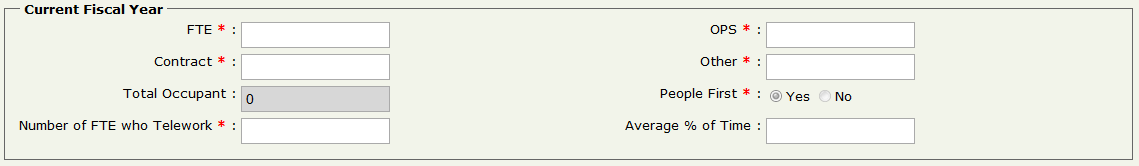 Current Fiscal Year
FTE * : OPS * :
Contract * : Other * :
Total Occupant : 0 People First * : Yes No
Number of FTE who Telework * : Average % of Time :